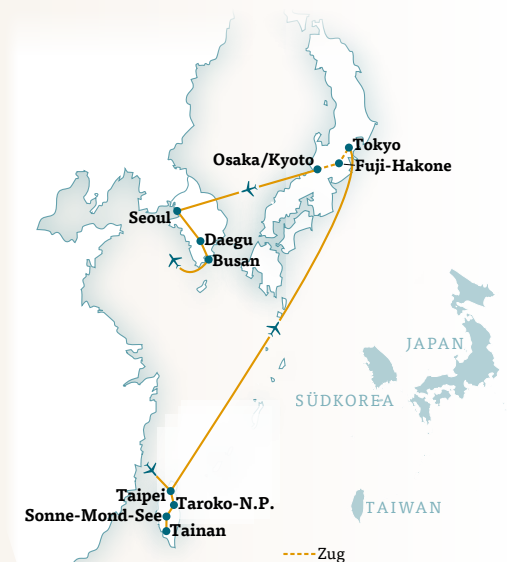 Tokyo
Osaka/Kyoto
Fuji-Hakone
Seoul
Daegu
Busan
JAPAN
SÜDKOREA
Taipei
Taroko-N.P.
TAIWAN
Sonne-Mond-See
Tainan
Zug